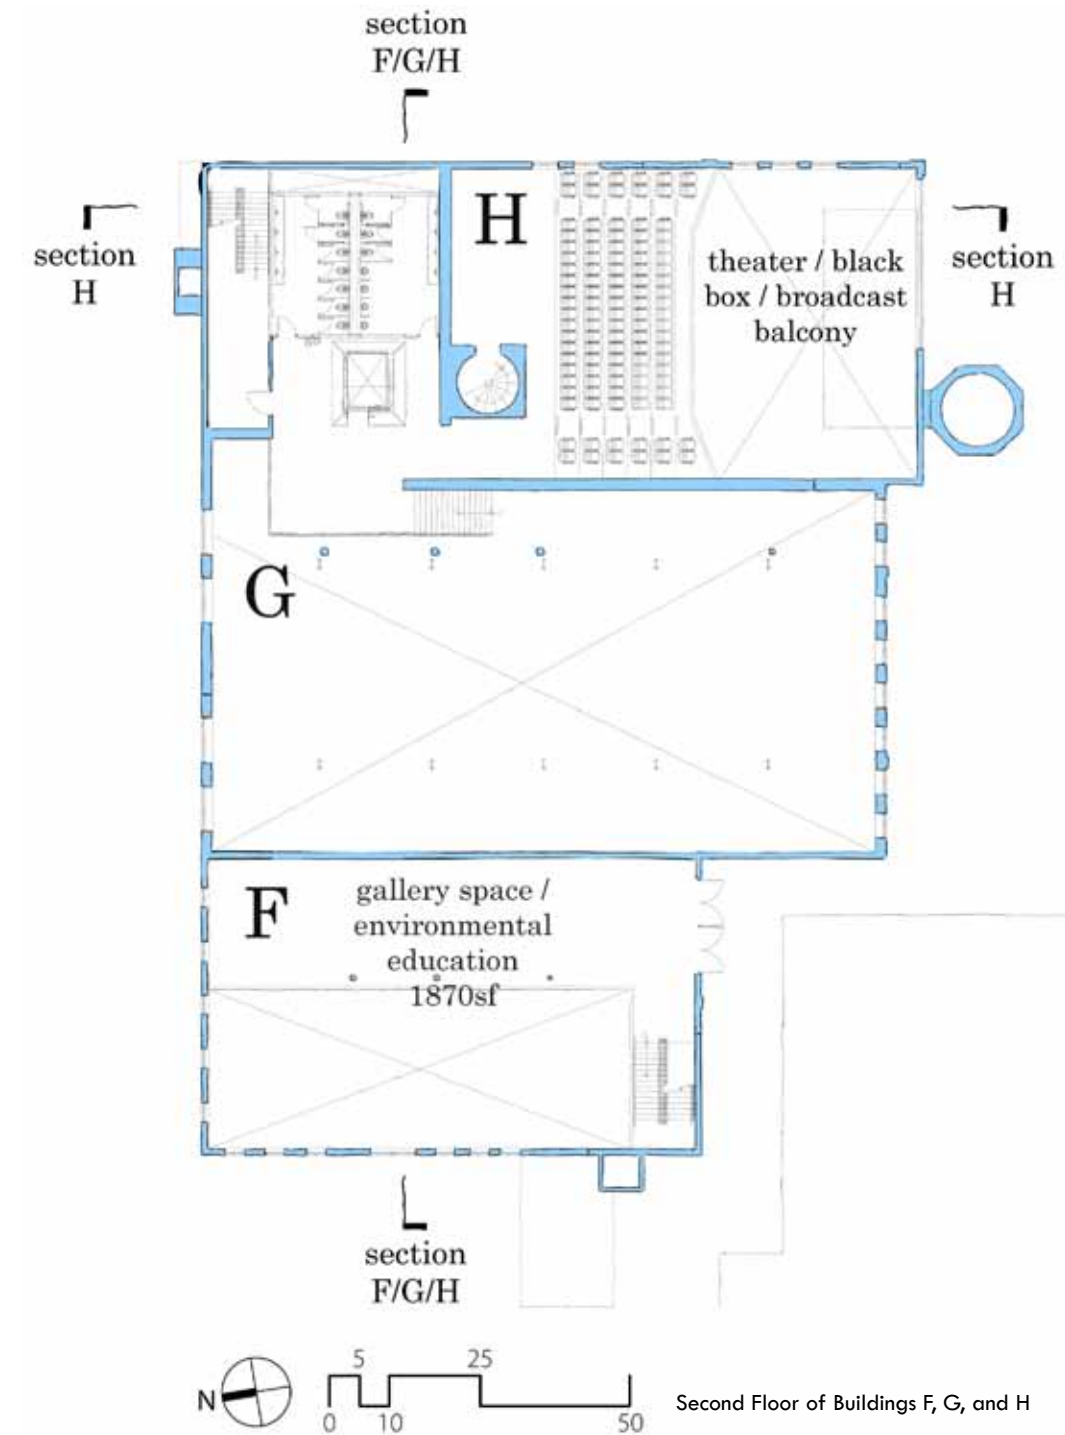 section
F/G/H
section
H
H
theater / black
box / broadcast
balcony
section
H
G
F
gallery space /
environmental
education
1870sf
section
F/G/H
N
5
25
0
10
50
Second Floor of Buildings F, G, and H